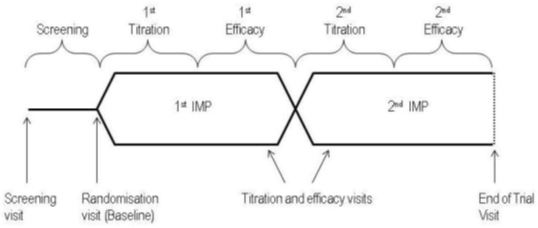 1st 1st 2nd 2nd
Screening Titration Efficacy Titration Efficacy
1st IMP 2nd IMP
Screening visit
Randomisation visit (Baseline)
Titration and efficacy visits
End of Trial Visit